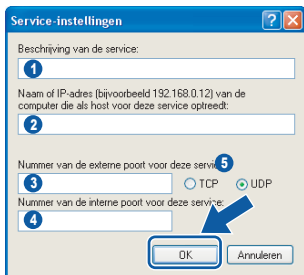 Service-instellingen
Beschrijving van de service:
1
Naam of IP-adres (bijvoorbeeld 192.168.0.12) van de
computer die als host voor deze service optreedt:
2
Nummer van de externe poort voor deze servic 5
3 TCP UDP
Nummer van de interne poort voor deze service:
4
OK Annuleren